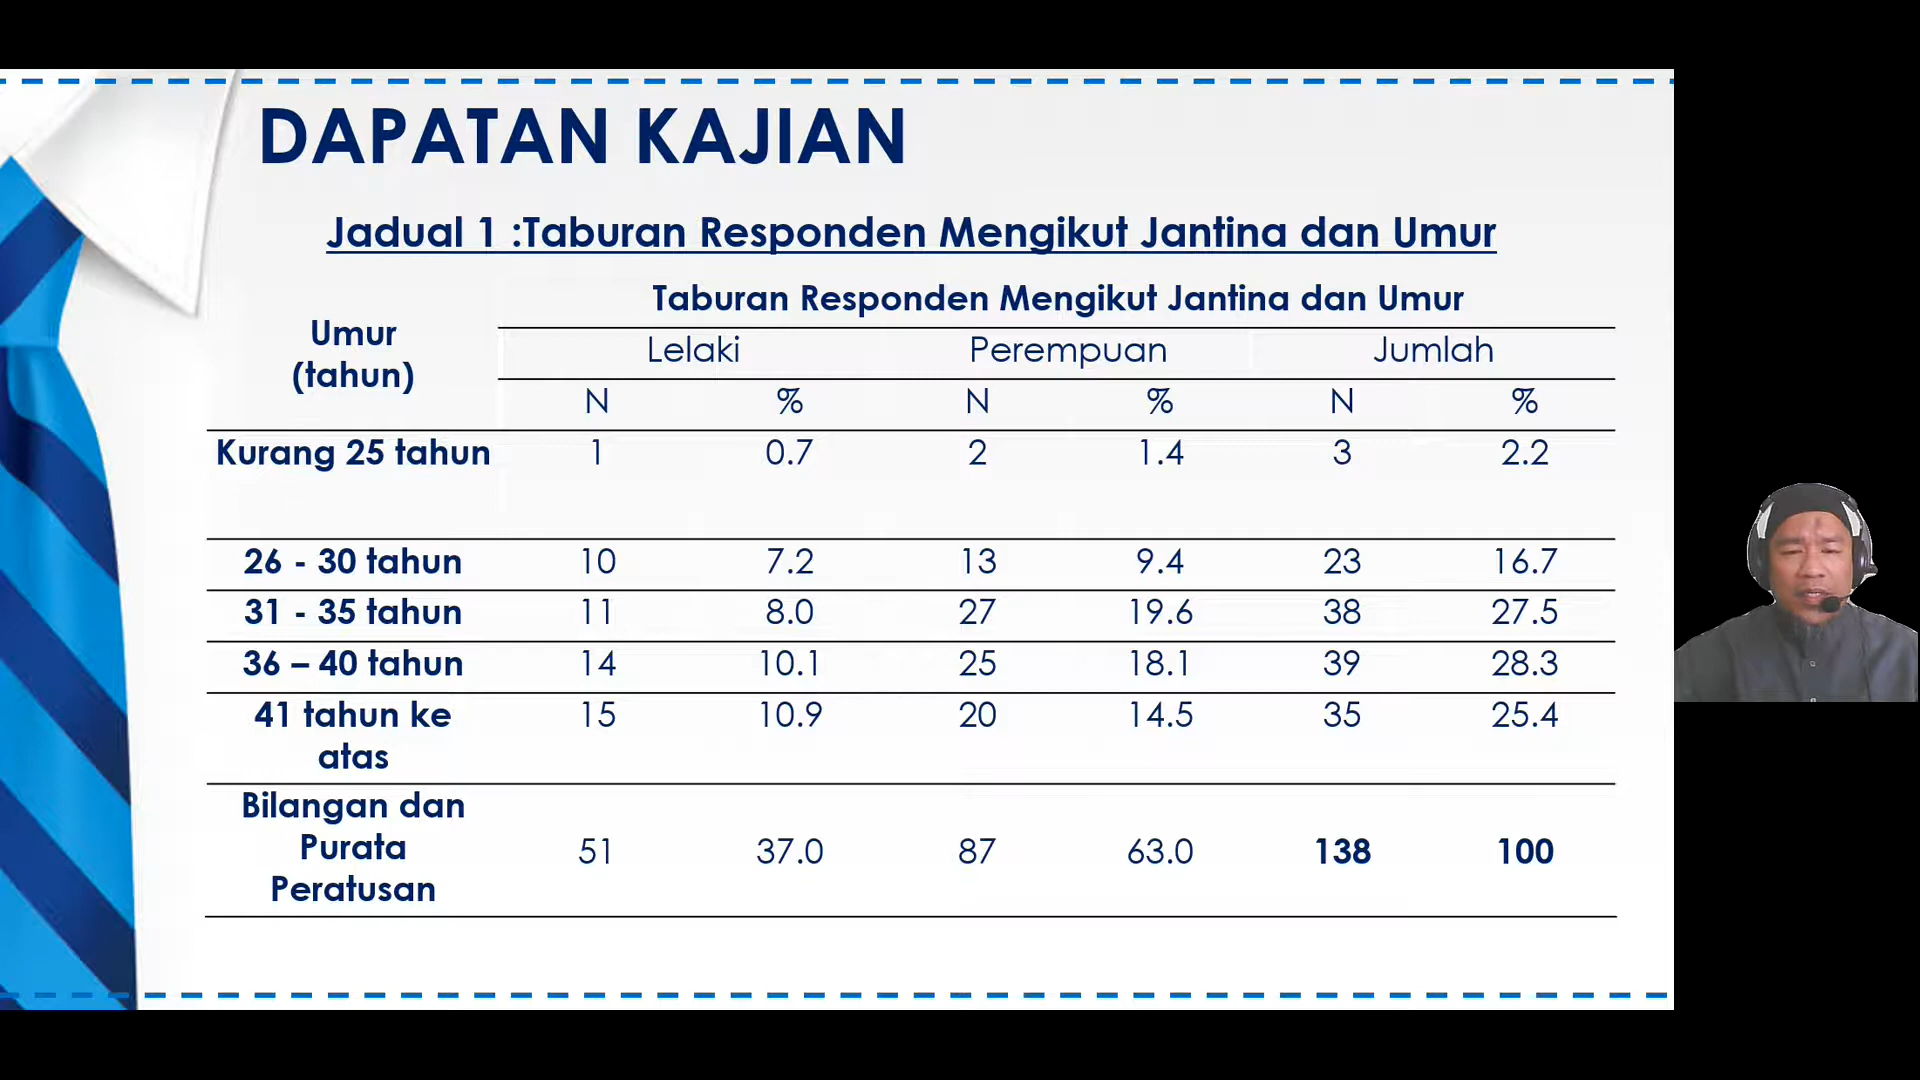 DAPATAN KAJIAN
Jadual 1 :Taburan Responden Mengikut Jantina dan Umur
Umur
(tahun)
Taburan Responden Mengikut Jantina dan Umur
Lelaki Perempuan Jumlah
N % N % N %
Kurang 25 tahun 1 0.7 2 1.4 3 2.2
26 - 30 tahun 10 7.2 13 9.4 23 16.7
31 - 35 tahun 11 8.0 27 19.6 38 27.5
36 – 40 tahun 14 10.1 25 18.1 39 28.3
41 tahun ke
atas
15 10.9 20 14.5 35 25.4
Bilangan dan
Purata
Peratusan
51 37.0 87 63.0 138 100